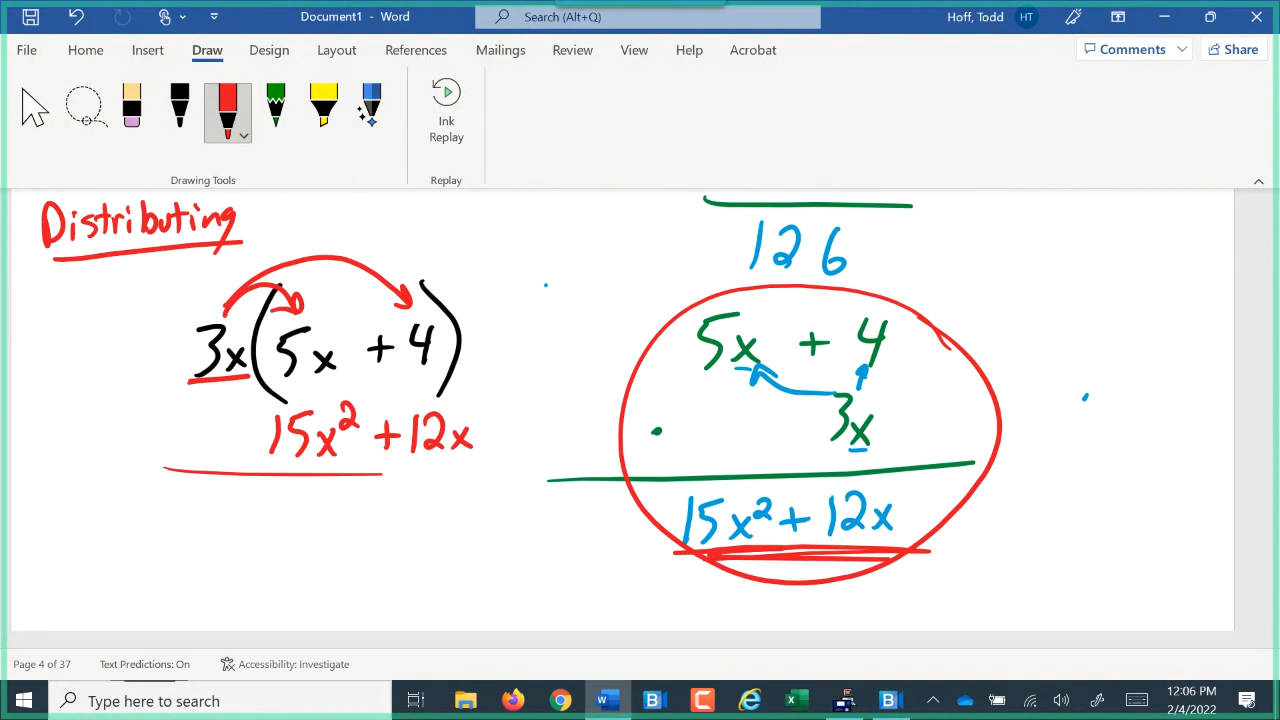 Document1 - Word
Search (Alt+Q)
Hoff, Todd
HT
File Home Insert Draw Design Layout References Mailings Review View Help Acrobat
Comments
Share
Ink Replay
Drawing Tools
Replay
Distributing
3x(5x + 4)
15x² + 12x
126
5x + 4
· 3x
15x² + 12x
Page 4 of 37
Text Predictions: On
Accessibility: Investigate
Type here to search
12:06 PM
2/4/2022